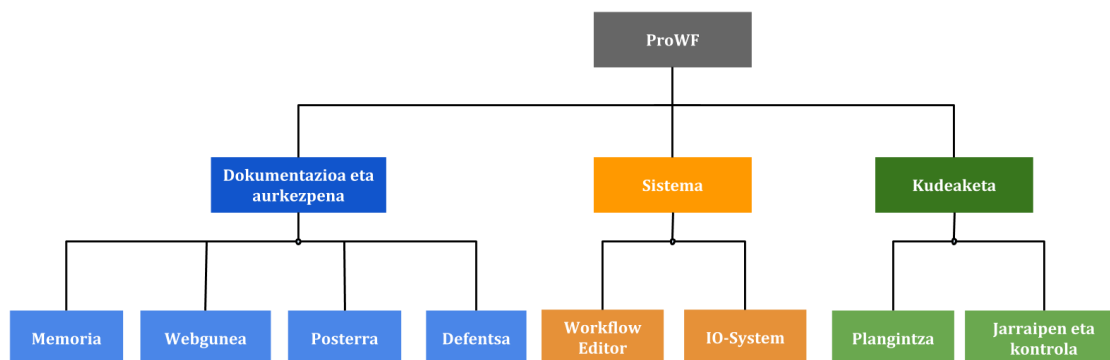 ProWF
Dokumentazioa eta
aurkezpena
Sistema
Kudeaketa
Memoria
Webgunea
Posterra
Defentsa
Workflow
Editor
IO-System
Plangintza
Jarraipen eta
kontrola